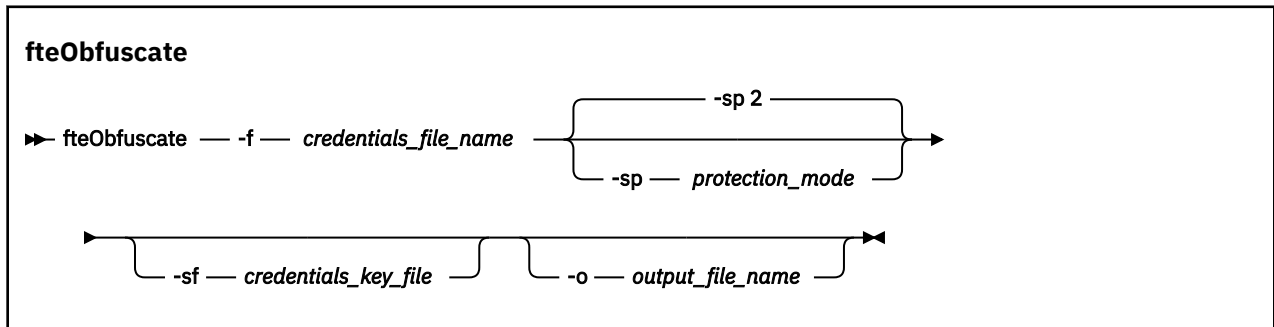 fteObfuscate
-sp 2
fteObfuscate -f credentials_file_name
-sp protection_mode
-sf credentials_key_file -o output_file_name